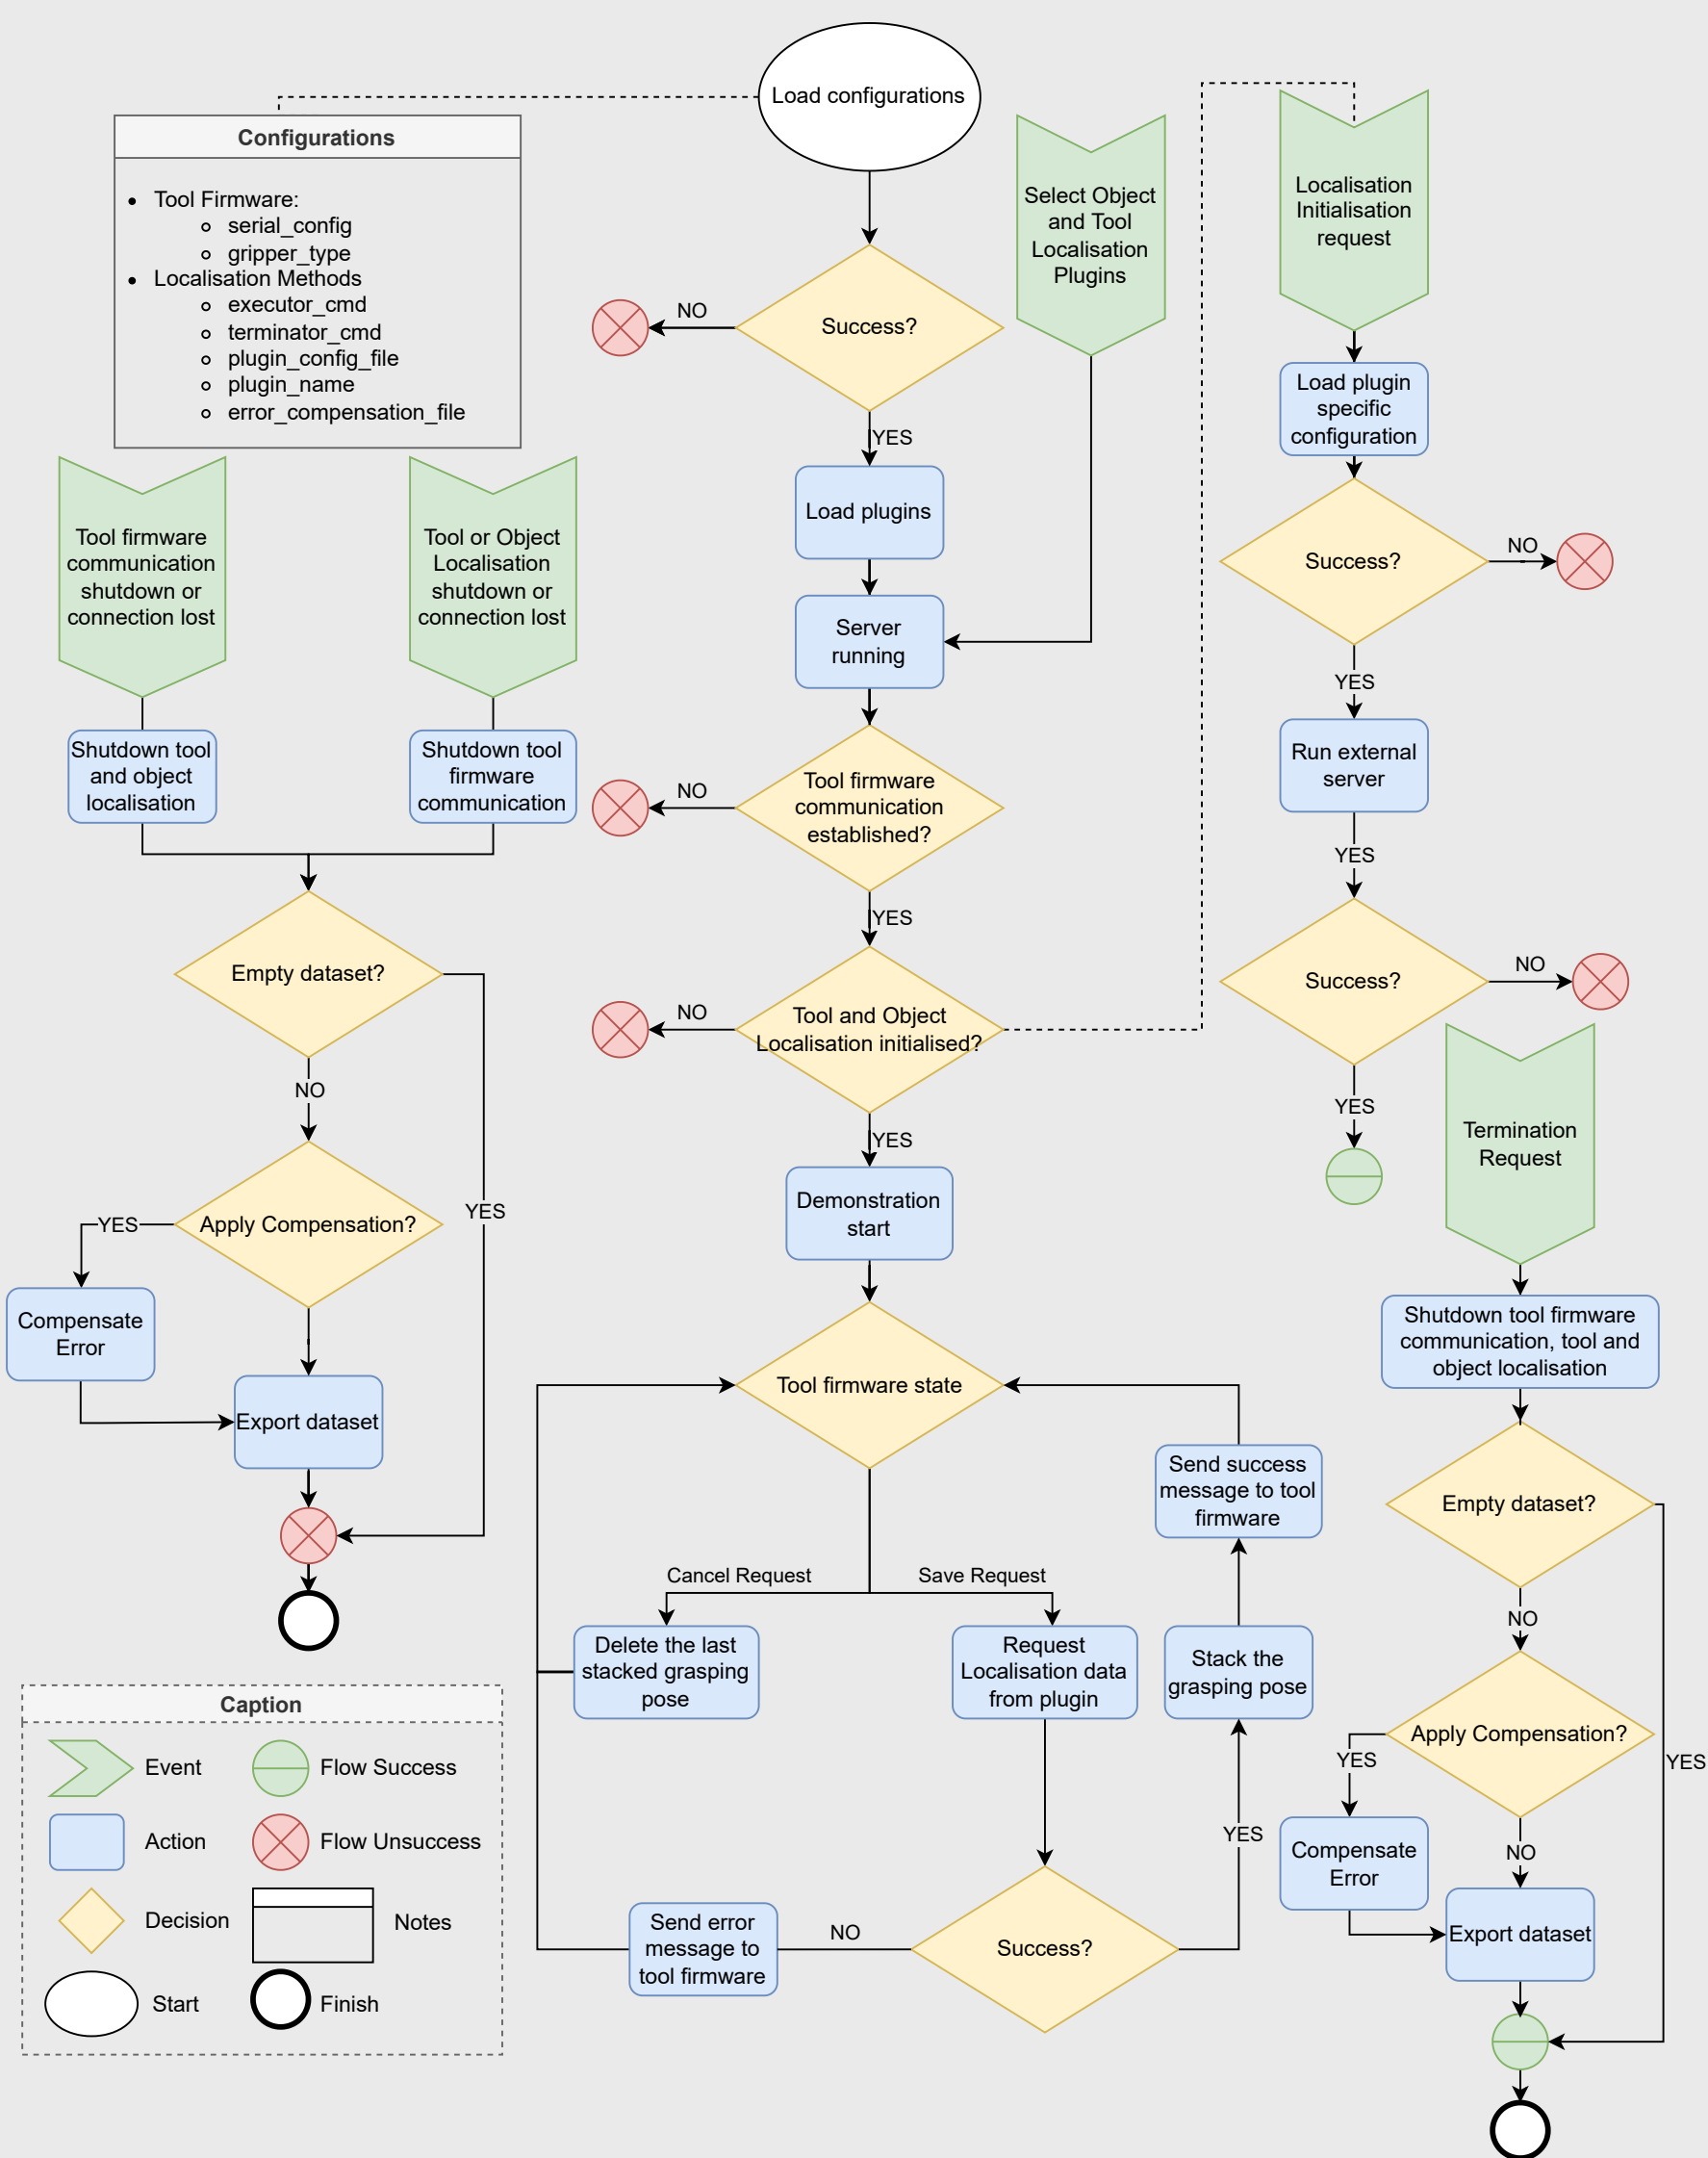 Load configurations
Configurations
Tool Firmware:
serial_config
gripper_type
Localisation Methods
executor_cmd
terminator_cmd
plugin_config_file
plugin_name
error_compensation_file
Select Object
and Tool
Localisation
Plugins
Localisation
Initialisation
request
Success?
NO
YES
Load plugins
Server
running
Tool firmware
communication
established?
NO
YES
Tool and Object
Localisation initialised?
NO
YES
Demonstration
start
Tool firmware state
Cancel Request
Save Request
Delete the last
stacked grasping
pose
Request
Localisation data
from plugin
Success?
NO
Send error
message to
tool firmware
YES
Stack the
grasping pose
Send success
message to tool
firmware
Tool firmware
communication
shutdown or
connection lost
Tool or Object
Localisation
shutdown or
connection lost
Shutdown tool
and object
localisation
Shutdown tool
firmware
communication
Empty dataset?
NO
YES
Apply Compensation?
YES
Compensate
Error
Export dataset
Load plugin
specific
configuration
Success?
NO
YES
Run external
server
YES
Success?
NO
YES
Termination
Request
Shutdown tool firmware
communication, tool and
object localisation
Empty dataset?
NO
YES
Apply Compensation?
YES
NO
Compensate
Error
Export dataset
Caption
Event
Flow Success
Action
Flow Unsuccess
Decision
Notes
Start
Finish